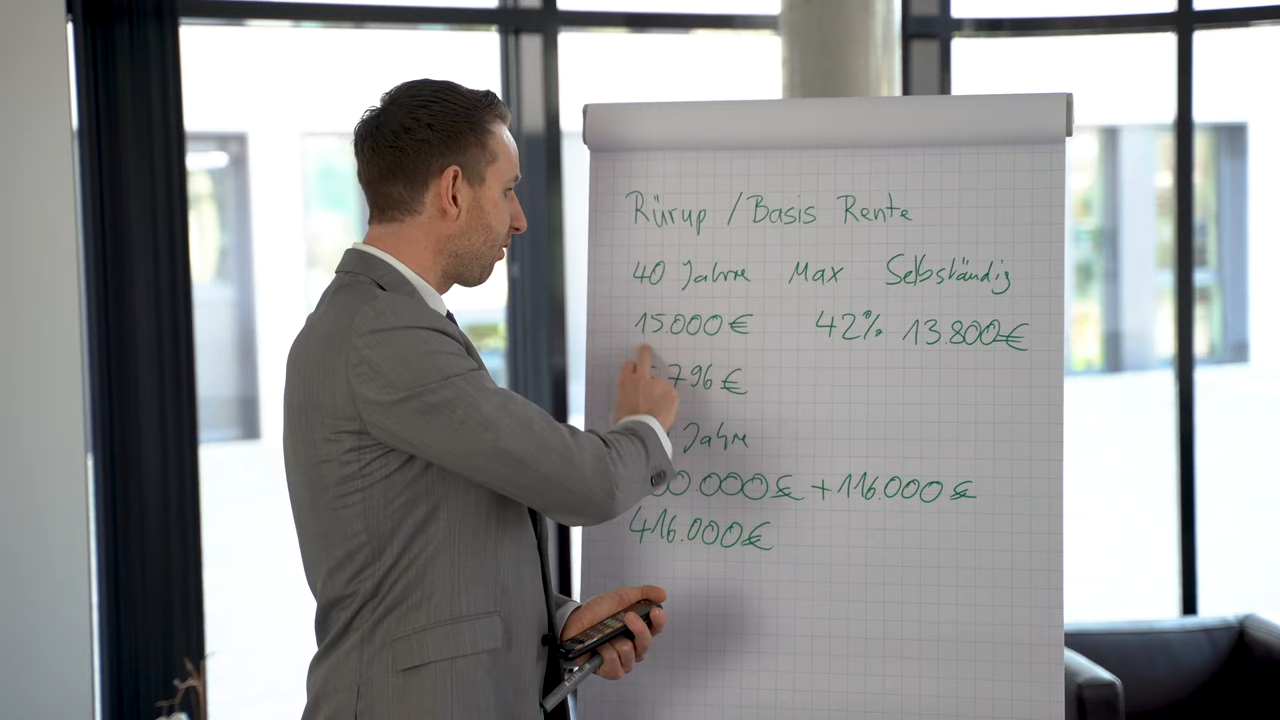 Rürup / Basis Rente
40 Jahre Max Selbständig
15.000 € 42% 13.800 €
796 €
Jahre
00.000 € + 116.000 €
416.000 €